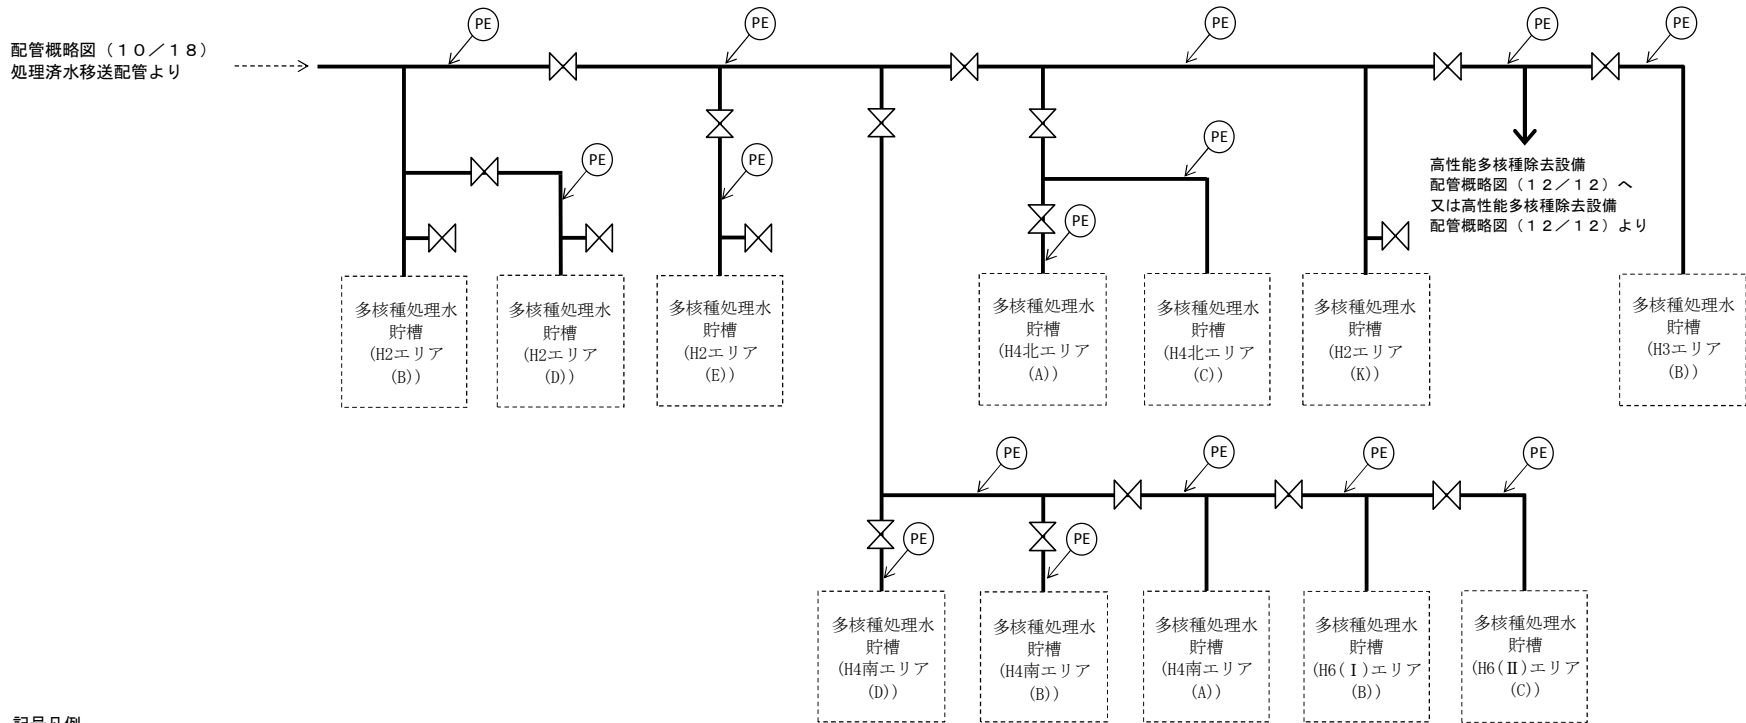 配管概略図（１０／１８）
処理済水移送配管より
PE
PE
PE
PE
PE
PE
PE
PE
PE
高性能多核種除去設備
配管概略図（１２／１２）へ
又は高性能多核種除去設備
配管概略図（１２／１２）より
多核種処理水
貯槽
(H2エリア
(B))
多核種処理水
貯槽
(H2エリア
(D))
多核種処理水
貯槽
(H2エリア
(E))
多核種処理水
貯槽
(H4北エリア
(A))
多核種処理水
貯槽
(H4北エリア
(C))
多核種処理水
貯槽
(H2エリア
(K))
多核種処理水
貯槽
(H3エリア
(B))
PE
PE
PE
PE
PE
PE
多核種処理水
貯槽
(H4南エリア
(D))
多核種処理水
貯槽
(H4南エリア
(B))
多核種処理水
貯槽
(H4南エリア
(A))
多核種処理水
貯槽
(H6(Ⅰ)エリア
(B))
多核種処理水
貯槽
(H6(Ⅱ)エリア
(C))
記号凡例